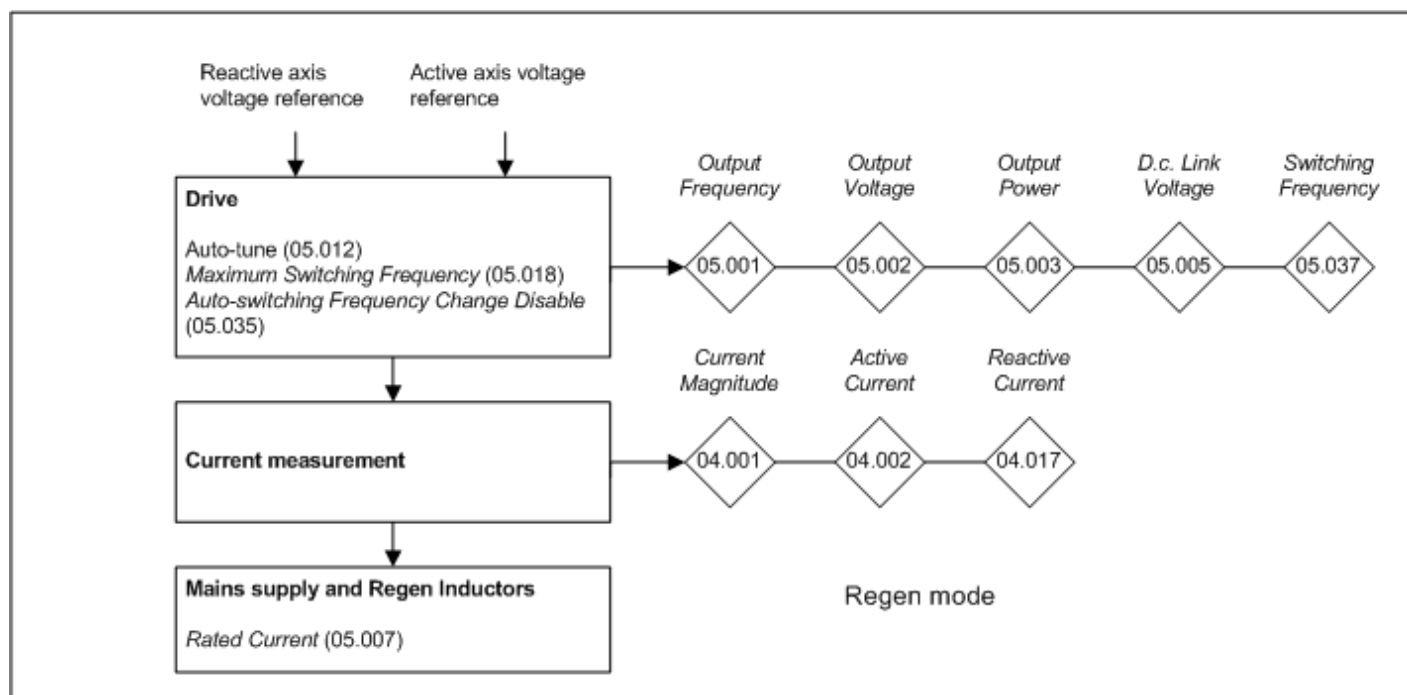 Reactive axis
voltage reference
Active axis voltage
reference
Drive
Auto-tune (05.012)
Maximum Switching Frequency (05.018)
Auto-switching Frequency Change Disable
(05.035)
Output
Frequency
Output
Voltage
Output
Power
D.c. Link
Voltage
Switching
Frequency
05.001
05.002
05.003
05.005
05.037
Current
Magnitude
Active
Current
Reactive
Current
Current measurement
04.001
04.002
04.017
Mains supply and Regen Inductors
Rated Current (05.007)
Regen mode